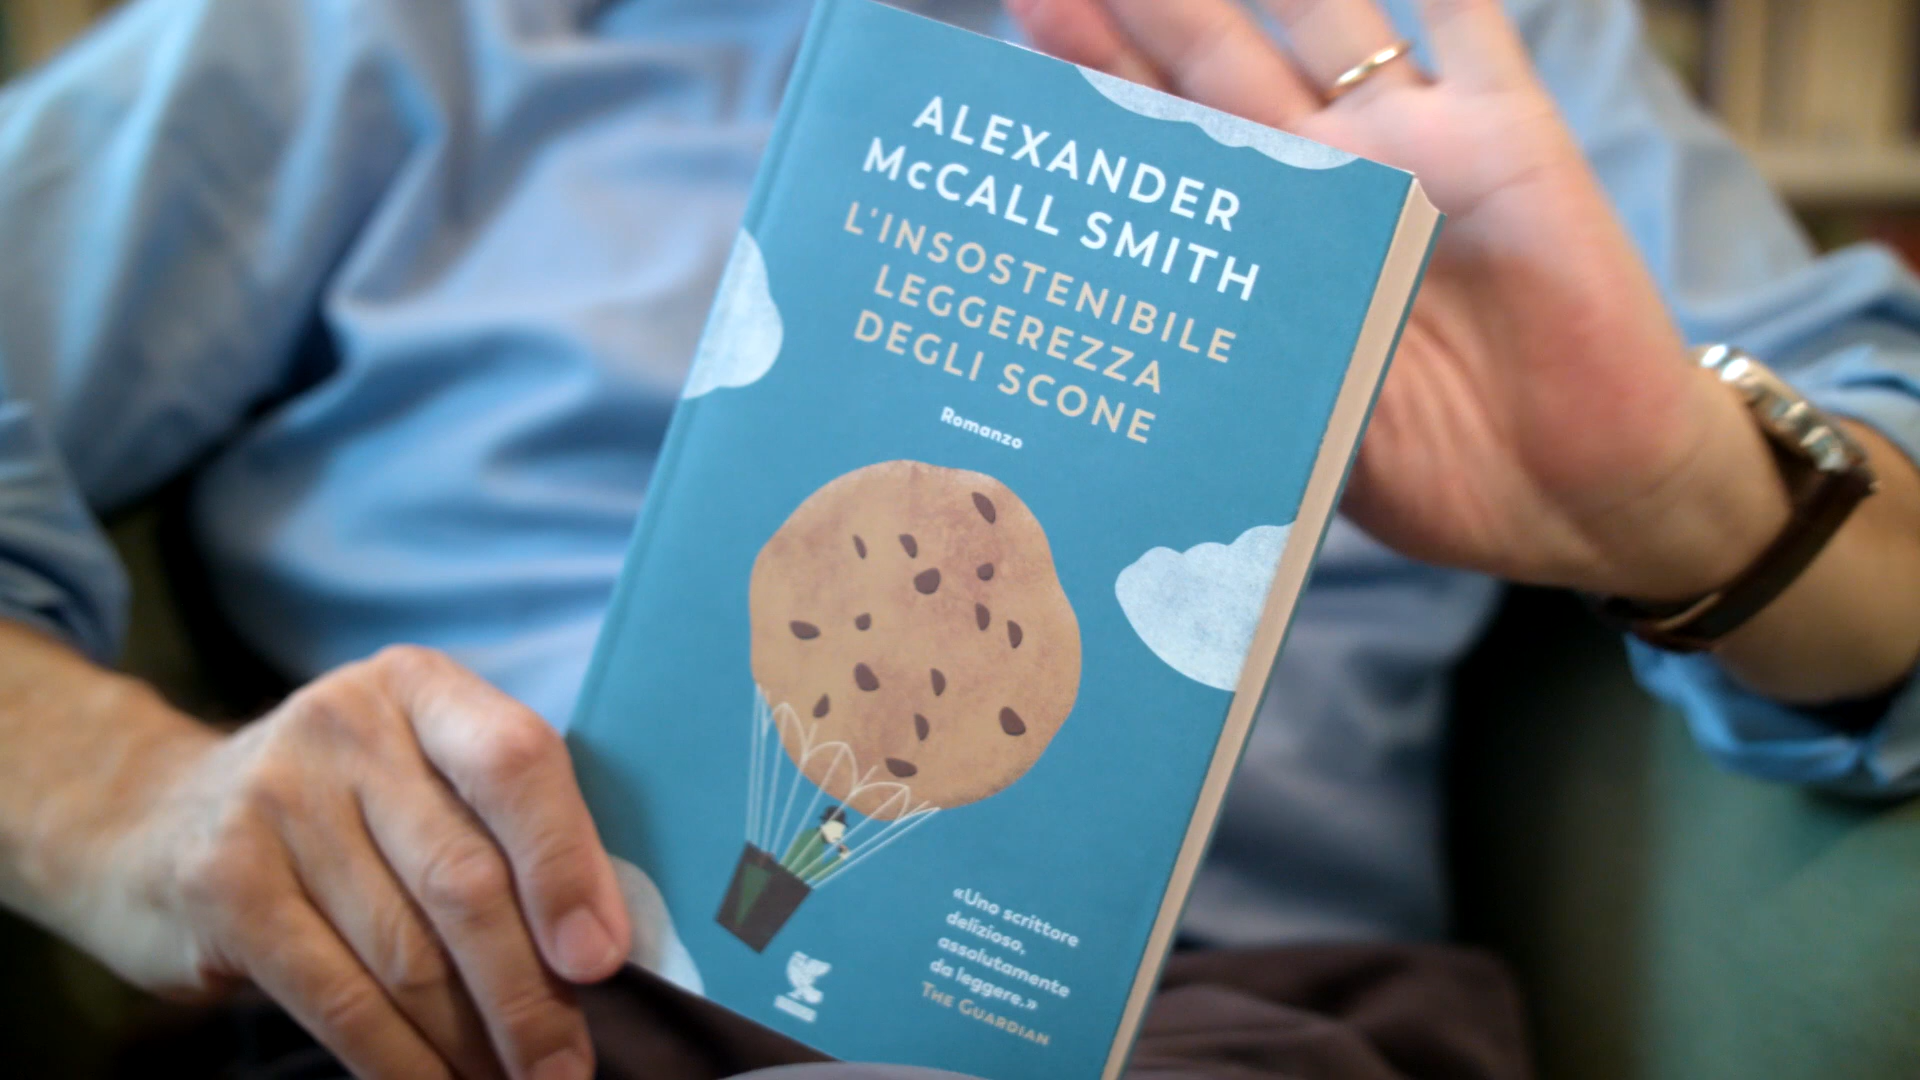 ALEXANDER
McCALL SMITH
L'INSOSTENIBILE
LEGGEREZZA
DEGLI SCONE
Romanzo
«Uno scrittore
delizioso,
assolutamente
da leggere.»
THE GUARDIAN